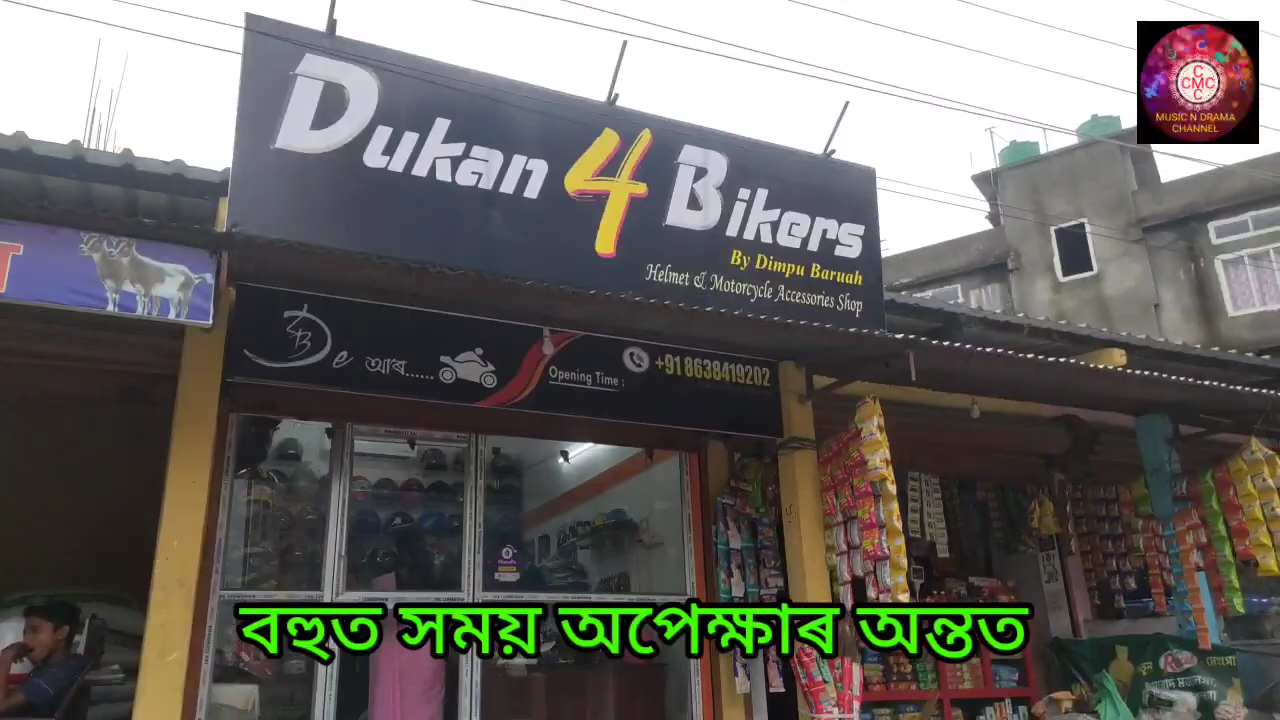 Dukan 4 Bikers
By Dimpu Baruah
Helmet & Motorcycle Accessories Shop
De আৰ......
Opening Time :
+91 8638419202
বহুত সময় অপেক্ষাৰ অন্তত
C
CMC
C
MUSIC N DRAMA
CHANNEL